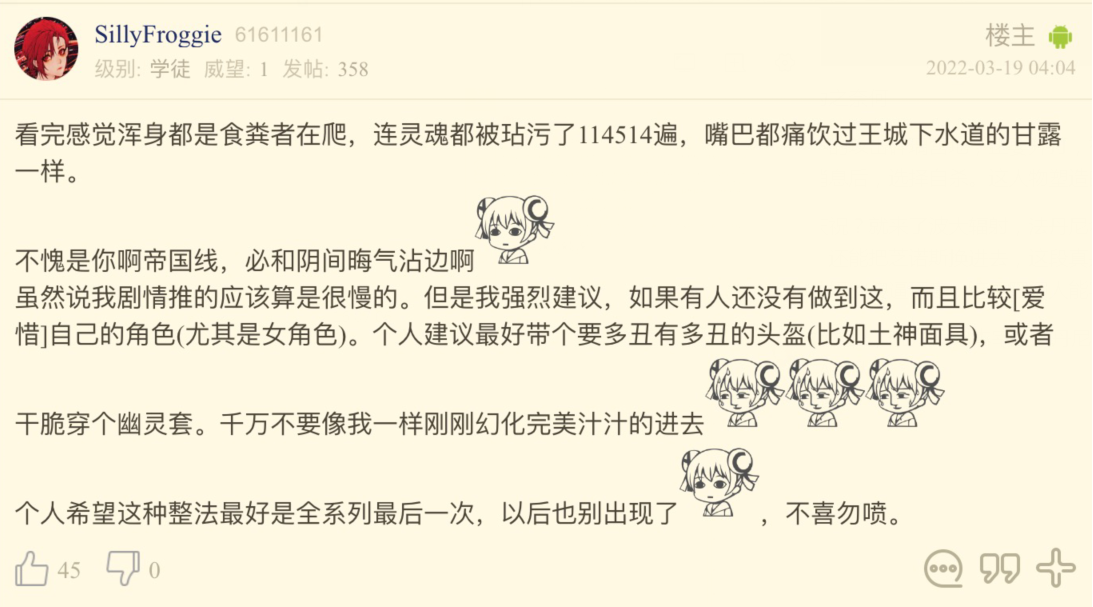 SillyFroggie 61611161
楼主
级别: 学徒 威望: 1 发帖: 358
2022-03-19 04:04
看完感觉浑身都是食粪者在爬，连灵魂都被玷污了114514遍，嘴巴都痛饮过王城下水道的甘露
一样。
不愧是你啊帝国线，必和阴间晦气沾边啊
虽然说我剧情推的应该算是很慢的。但是我强烈建议，如果有人还没有做到这，而且比较[爱
惜]自己的角色(尤其是女角色)。个人建议最好带个要多丑有多丑的头盔(比如土神面具)，或者
干脆穿个幽灵套。千万不要像我一样刚刚幻化完美汁汁的进去
个人希望这种整法最好是全系列最后一次，以后也别出现了，不喜勿喷。
45 0